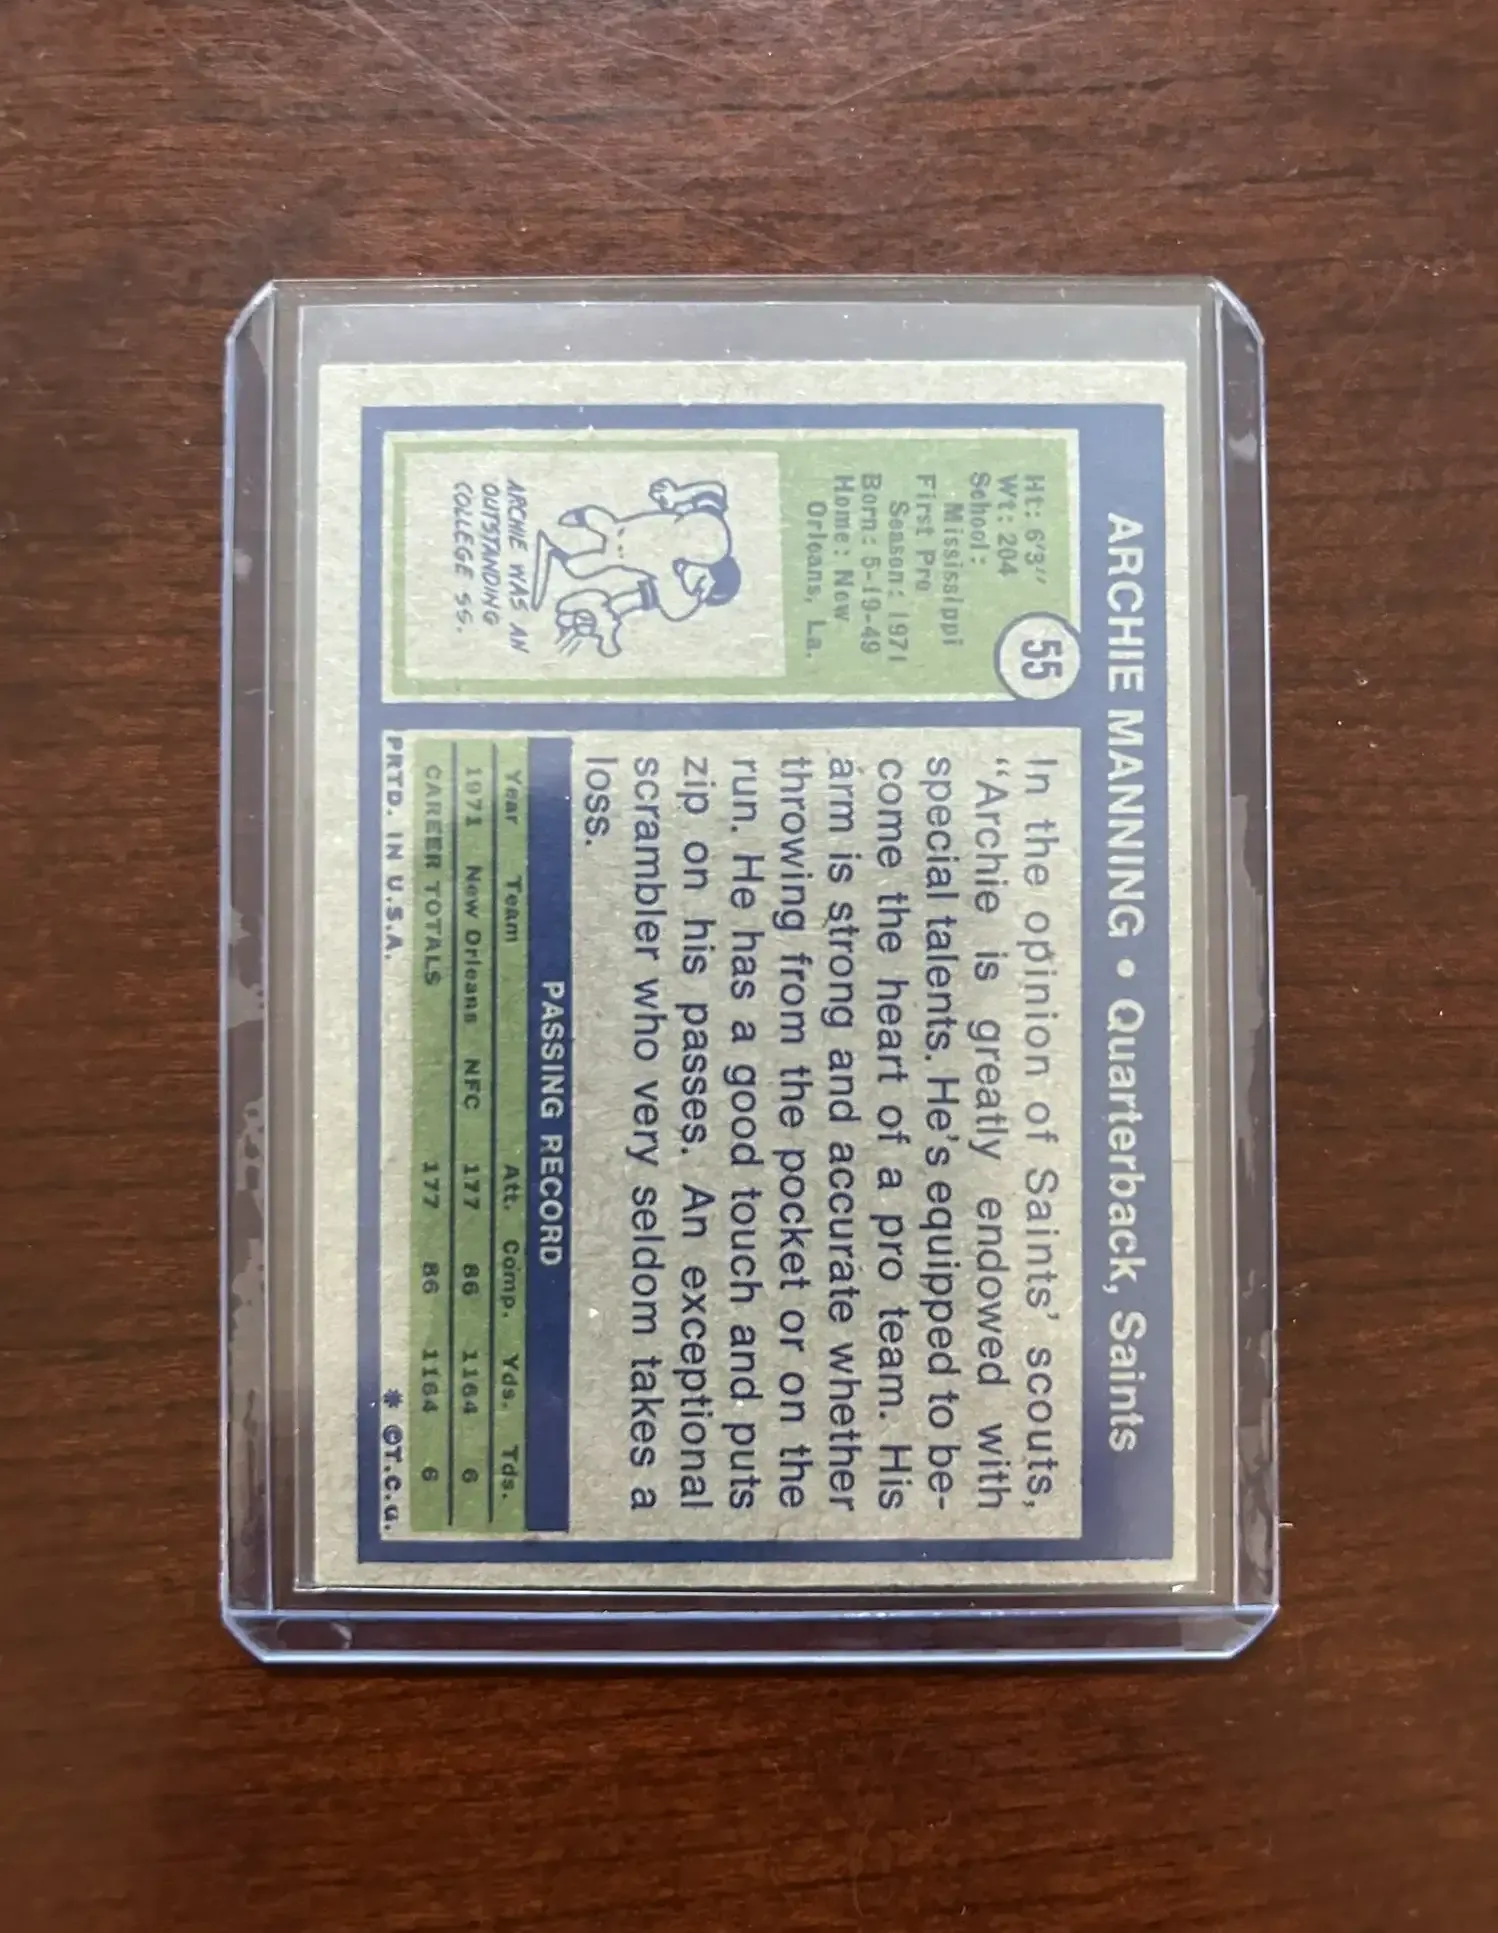 ARCHIE MANNING • Quarterback, Saints
55
Ht: 6'3"
Wt: 204
School:
Mississippi
First Pro
Season: 1971
Born: 5-19-49
Home: New
Orleans, La.
ARCHIE WAS AN
OUTSTANDING
COLLEGE SS.
In the opinion of Saints' scouts,
"Archie is greatly endowed with
special talents. He's equipped to be-
come the heart of a pro team. His
arm is strong and accurate whether
throwing from the pocket or on the
run. He has a good touch and puts
zip on his passes. An exceptional
scrambler who very seldom takes a
loss.
PASSING RECORD
Year Team Att. Comp. Yds. Tds.
1971 New Orleans NFC 177 86 1164 6
CAREER TOTALS 177 86 1164 6
PRTD. IN U.S.A. * ©T.C.G.